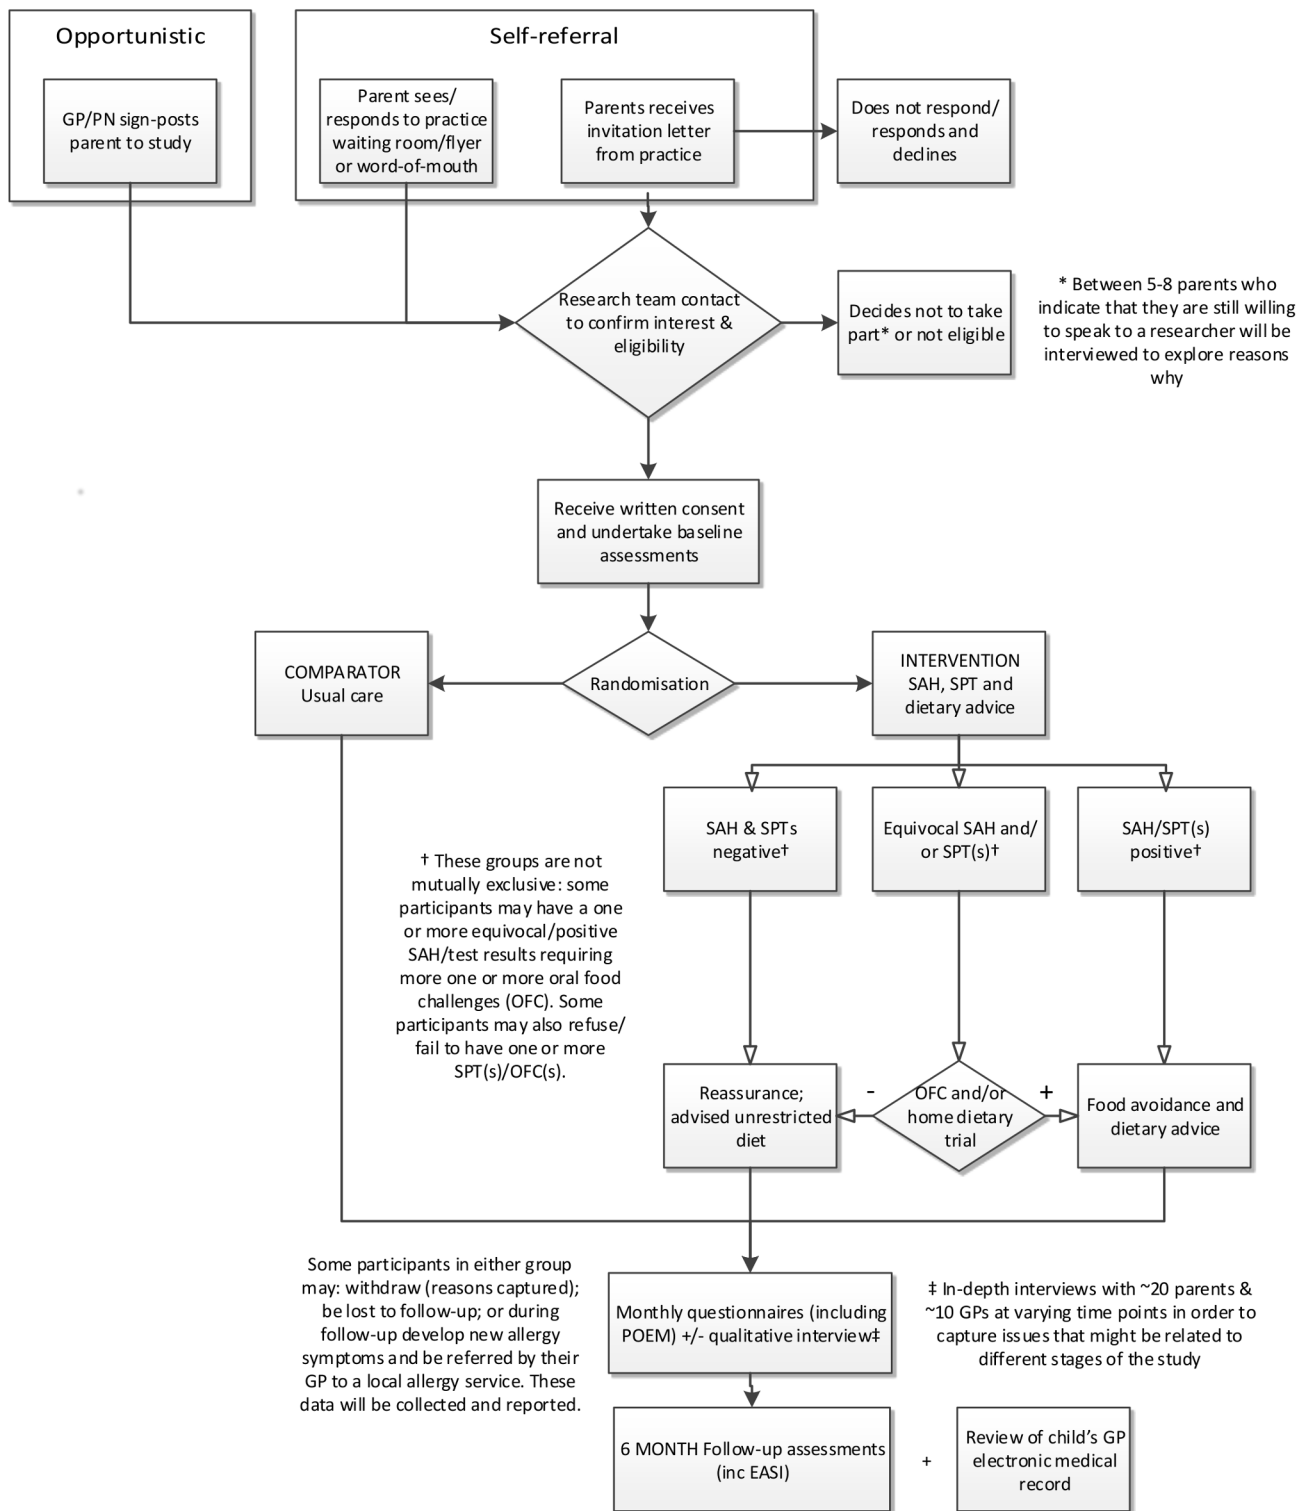 Opportunistic
Self-referral
GP/PN sign-posts
parent to study
Parent sees/
responds to practice
waiting room/flyer
or word-of-mouth
Parents receives
invitation letter
from practice
Does not respond/
responds and
declines
Research team contact
to confirm interest &
eligibility
Decides not to take
part* or not eligible
* Between 5-8 parents who
indicate that they are still willing
to speak to a researcher will be
interviewed to explore reasons
why
Receive written consent
and undertake baseline
assessments
COMPARATOR
Usual care
Randomisation
INTERVENTION
SAH, SPT and
dietary advice
SAH & SPTs
negative†
Equivocal SAH and/
or SPT(s)†
SAH/SPT(s)
positive†
† These groups are not
mutually exclusive: some
participants may have a one
or more equivocal/positive
SAH/test results requiring
more one or more oral food
challenges (OFC). Some
participants may also refuse/
fail to have one or more
SPT(s)/OFC(s).
Reassurance;
advised unrestricted
diet
-
OFC and/or
home dietary
trial
+
Food avoidance and
dietary advice
Some participants in either group
may: withdraw (reasons captured);
be lost to follow-up; or during
follow-up develop new allergy
symptoms and be referred by their
GP to a local allergy service. These
data will be collected and reported.
Monthly questionnaires (including
POEM) +/- qualitative interview‡
‡ In-depth interviews with ~20 parents &
~10 GPs at varying time points in order to
capture issues that might be related to
different stages of the study
6 MONTH Follow-up assessments
(inc EASI)
+
Review of child's GP
electronic medical
record